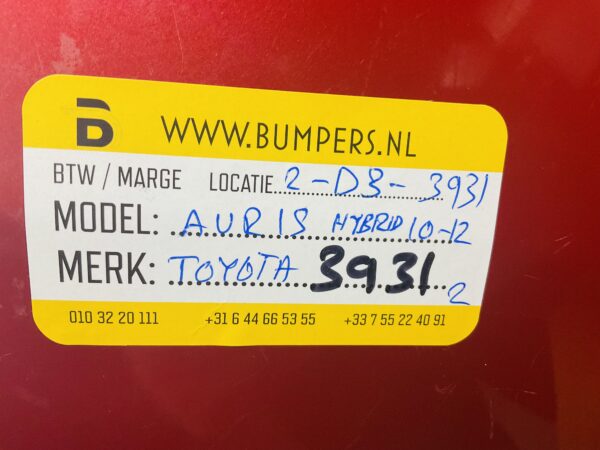 B WWW.BUMPERS.NL
BTW / MARGE LOCATIE 2-D8-3931
MODEL: AURIS HYBRID 10-12
MERK: TOYOTA 3931 2
010 32 20 111 +31 6 44 66 53 55 +33 7 55 22 40 91